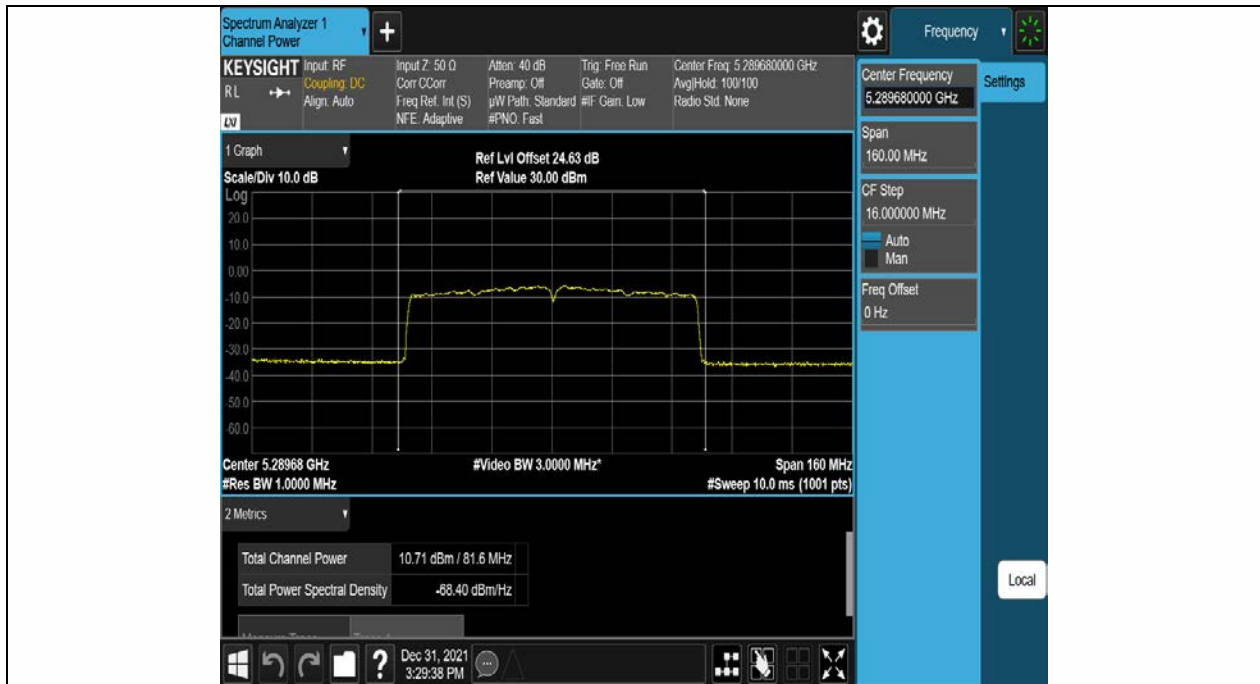 Spectrum Analyzer 1
Channel Power
+
Frequency
KEYSIGHT
RL
LXI
Input: RF
Coupling: DC
Align: Auto
Input Z: 50 Ω
Corr CCorr
Freq Ref: Int (S)
NFE: Adaptive
Atten: 40 dB
Preamp: Off
µW Path: Standard
#PNO: Fast
Trig: Free Run
Gate: Off
#IF Gain: Low
Center Freq: 5.289680000 GHz
Avg|Hold: 100/100
Radio Std: None
Center Frequency
5.289680000 GHz
Settings
Span
160.00 MHz
CF Step
16.000000 MHz
Auto
Man
Freq Offset
0 Hz
Local
1 Graph
Scale/Div 10.0 dB
Ref Lvl Offset 24.63 dB
Ref Value 30.00 dBm
Log
20.0
10.0
0.00
-10.0
-20.0
-30.0
-40.0
-50.0
-60.0
Center 5.28968 GHz
#Video BW 3.0000 MHz*
Span 160 MHz
#Res BW 1.0000 MHz
#Sweep 10.0 ms (1001 pts)
2 Metrics
Total Channel Power 10.71 dBm / 81.6 MHz
Total Power Spectral Density -68.40 dBm/Hz
?
Dec 31, 2021
3:29:38 PM